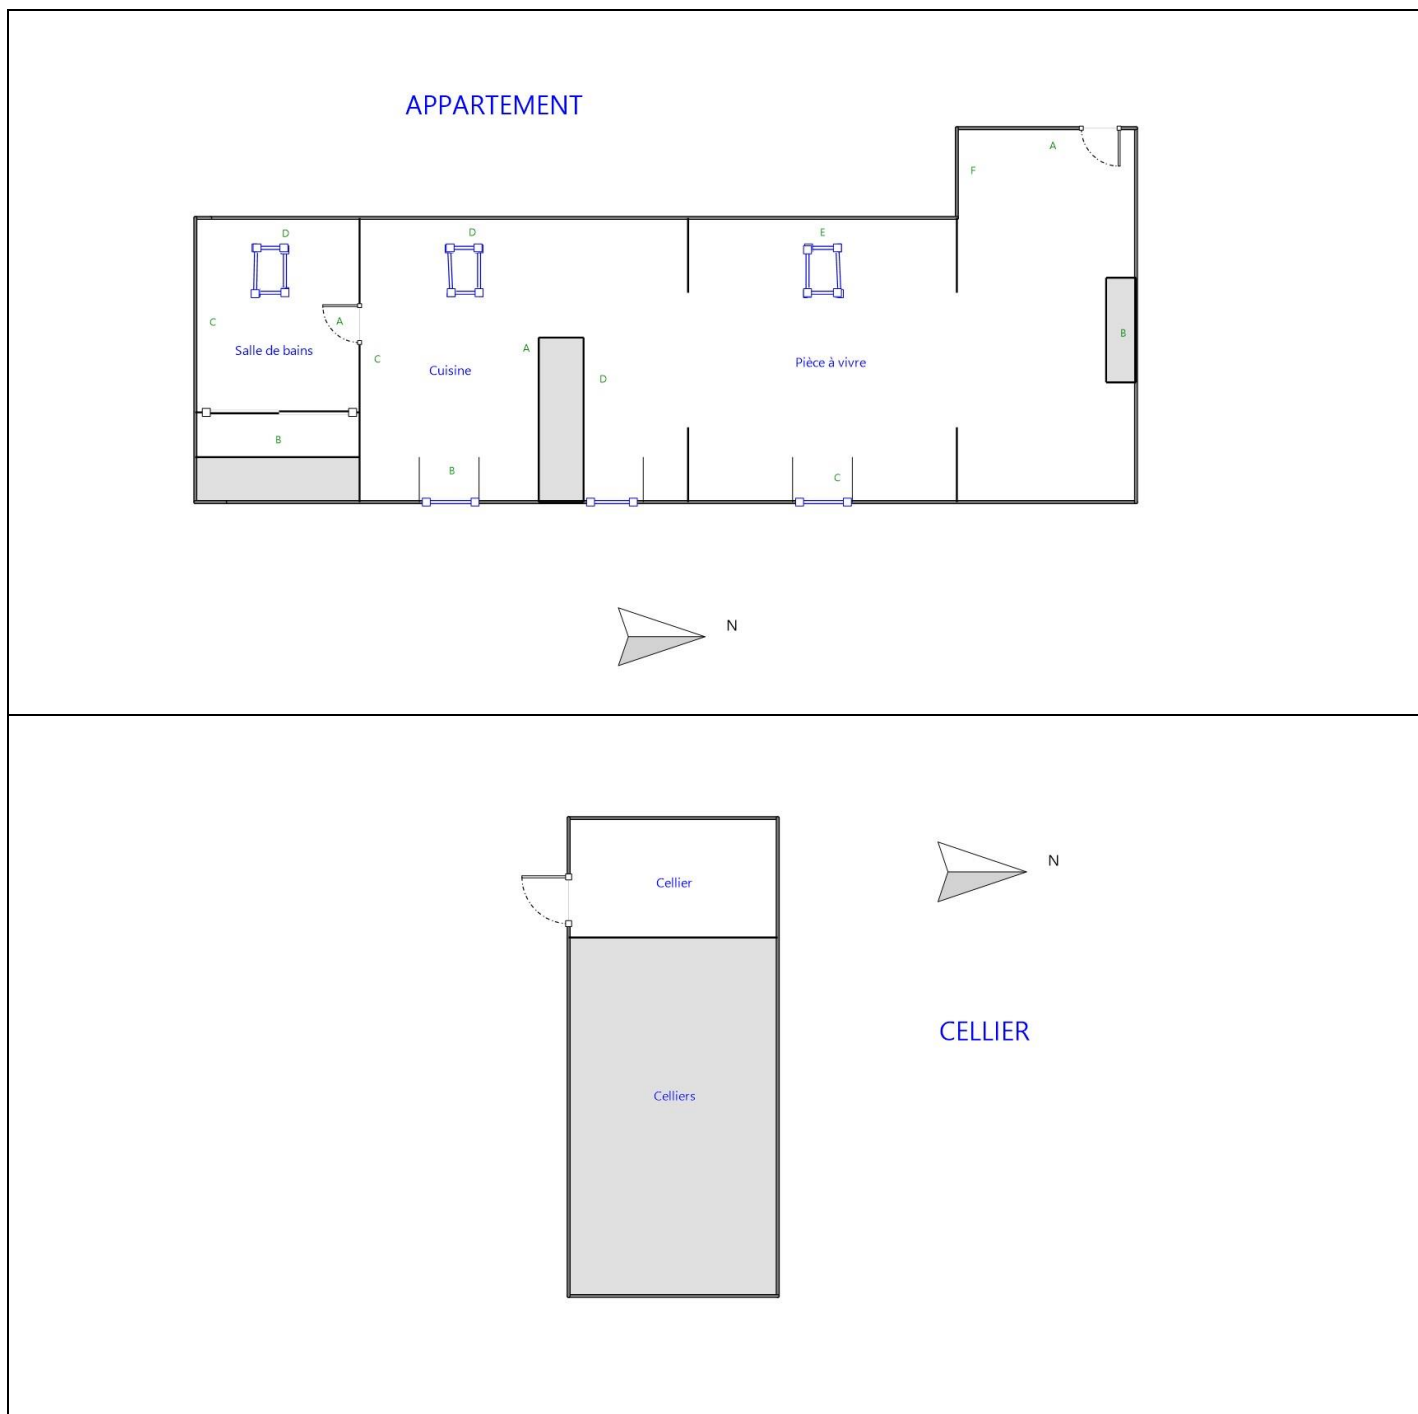 APPARTEMENT
A
F
D
D
E
C
A
B
Salle de bains
C
Cuisine
A
D
Pièce à vivre
B
B
C
N
Cellier
N
CELLIER
Celliers